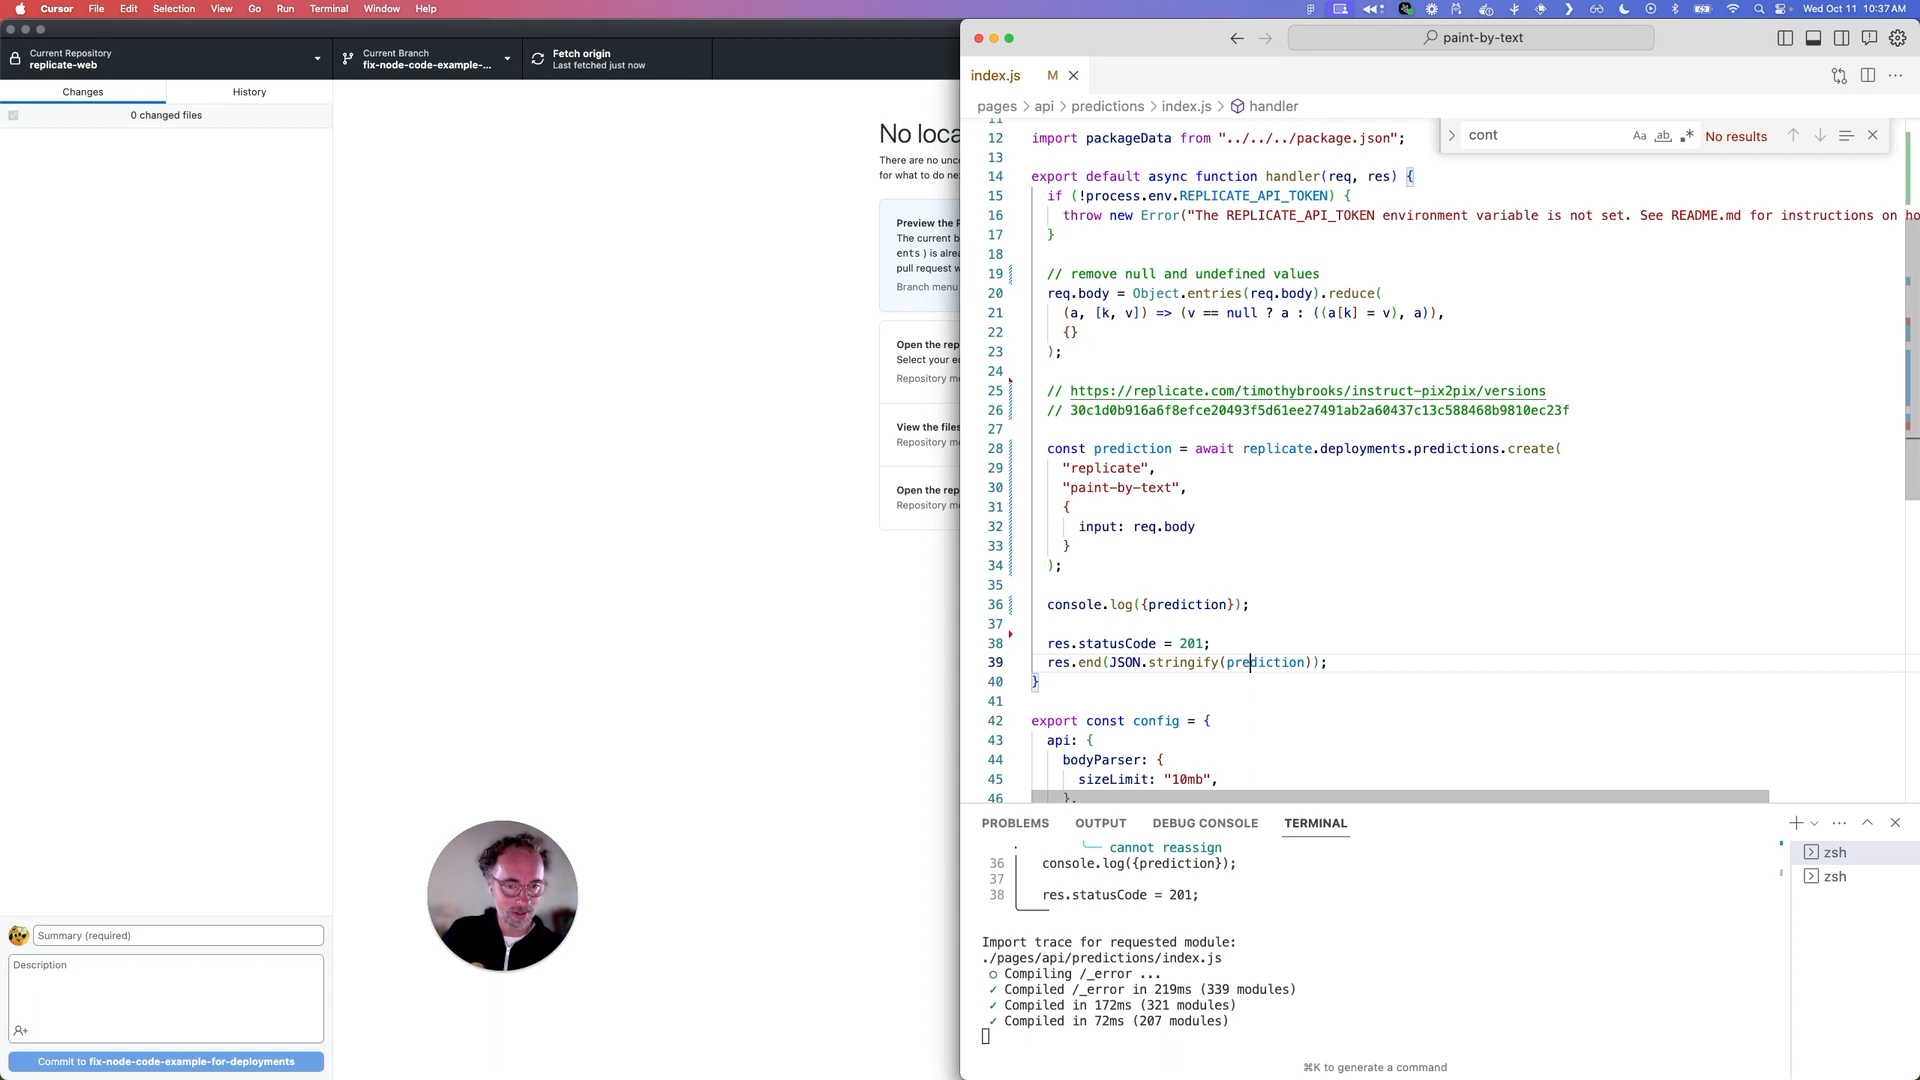 Cursor File Edit Selection View Go Run Terminal Window Help
Wed Oct 11 10:37 AM
Current Repository
replicate-web
Current Branch
fix-node-code-example-...
Fetch origin
Last fetched just now
Changes
History
0 changed files
No loca
There are no unco
for what to do ne
Preview the P
The current b
ents ) is alrea
pull request w
Branch menu
Open the rep
Select your e
Repository me
View the files
Repository me
Open the rep
Repository me
Summary (required)
Description
Commit to fix-node-code-example-for-deployments
paint-by-text
index.js M
pages > api > predictions > index.js > handler
cont
Aa ab .* No results
11
12 import packageData from "../../../package.json";
13
14 export default async function handler(req, res) {
15 if (!process.env.REPLICATE_API_TOKEN) {
16 throw new Error("The REPLICATE_API_TOKEN environment variable is not set. See README.md for instructions on ho
17 }
18
19 // remove null and undefined values
20 req.body = Object.entries(req.body).reduce(
21 (a, [k, v]) => (v == null ? a : ((a[k] = v), a)),
22 {}
23 );
24
25 // https://replicate.com/timothybrooks/instruct-pix2pix/versions
26 // 30c1d0b916a6f8efce20493f5d61ee27491ab2a60437c13c588468b9810ec23f
27
28 const prediction = await replicate.deployments.predictions.create(
29 "replicate",
30 "paint-by-text",
31 {
32 input: req.body
33 }
34 );
35
36 console.log({prediction});
37
38 res.statusCode = 201;
39 res.end(JSON.stringify(prediction));
40 }
41
42 export const config = {
43 api: {
44 bodyParser: {
45 sizeLimit: "10mb",
46 },
PROBLEMS OUTPUT DEBUG CONSOLE TERMINAL
cannot reassign
36 console.log({prediction});
37
38 res.statusCode = 201;
Import trace for requested module:
./pages/api/predictions/index.js
○ Compiling /_error ...
✓ Compiled /_error in 219ms (339 modules)
✓ Compiled in 172ms (321 modules)
✓ Compiled in 72ms (207 modules)
zsh
zsh
⌘K to generate a command